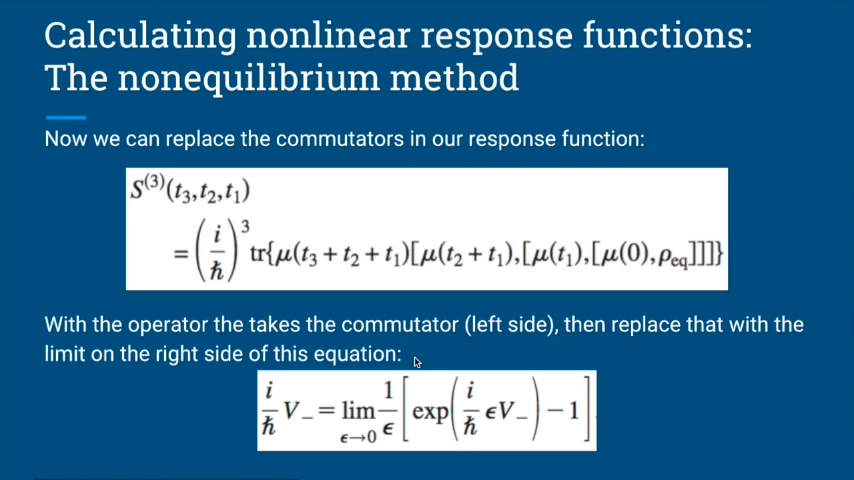 Calculating nonlinear response functions:
The nonequilibrium method
Now we can replace the commutators in our response function:
S⁽³⁾(t₃,t₂,t₁)
= (i/ħ)³ tr{μ(t₃ + t₂ + t₁)[μ(t₂ + t₁),[μ(t₁),[μ(0),ρeq]]]}
With the operator the takes the commutator (left side), then replace that with the
limit on the right side of this equation:
i/ħ V₋ = lim ϵ→0 1/ϵ [exp(i/ħ ϵV₋) − 1]